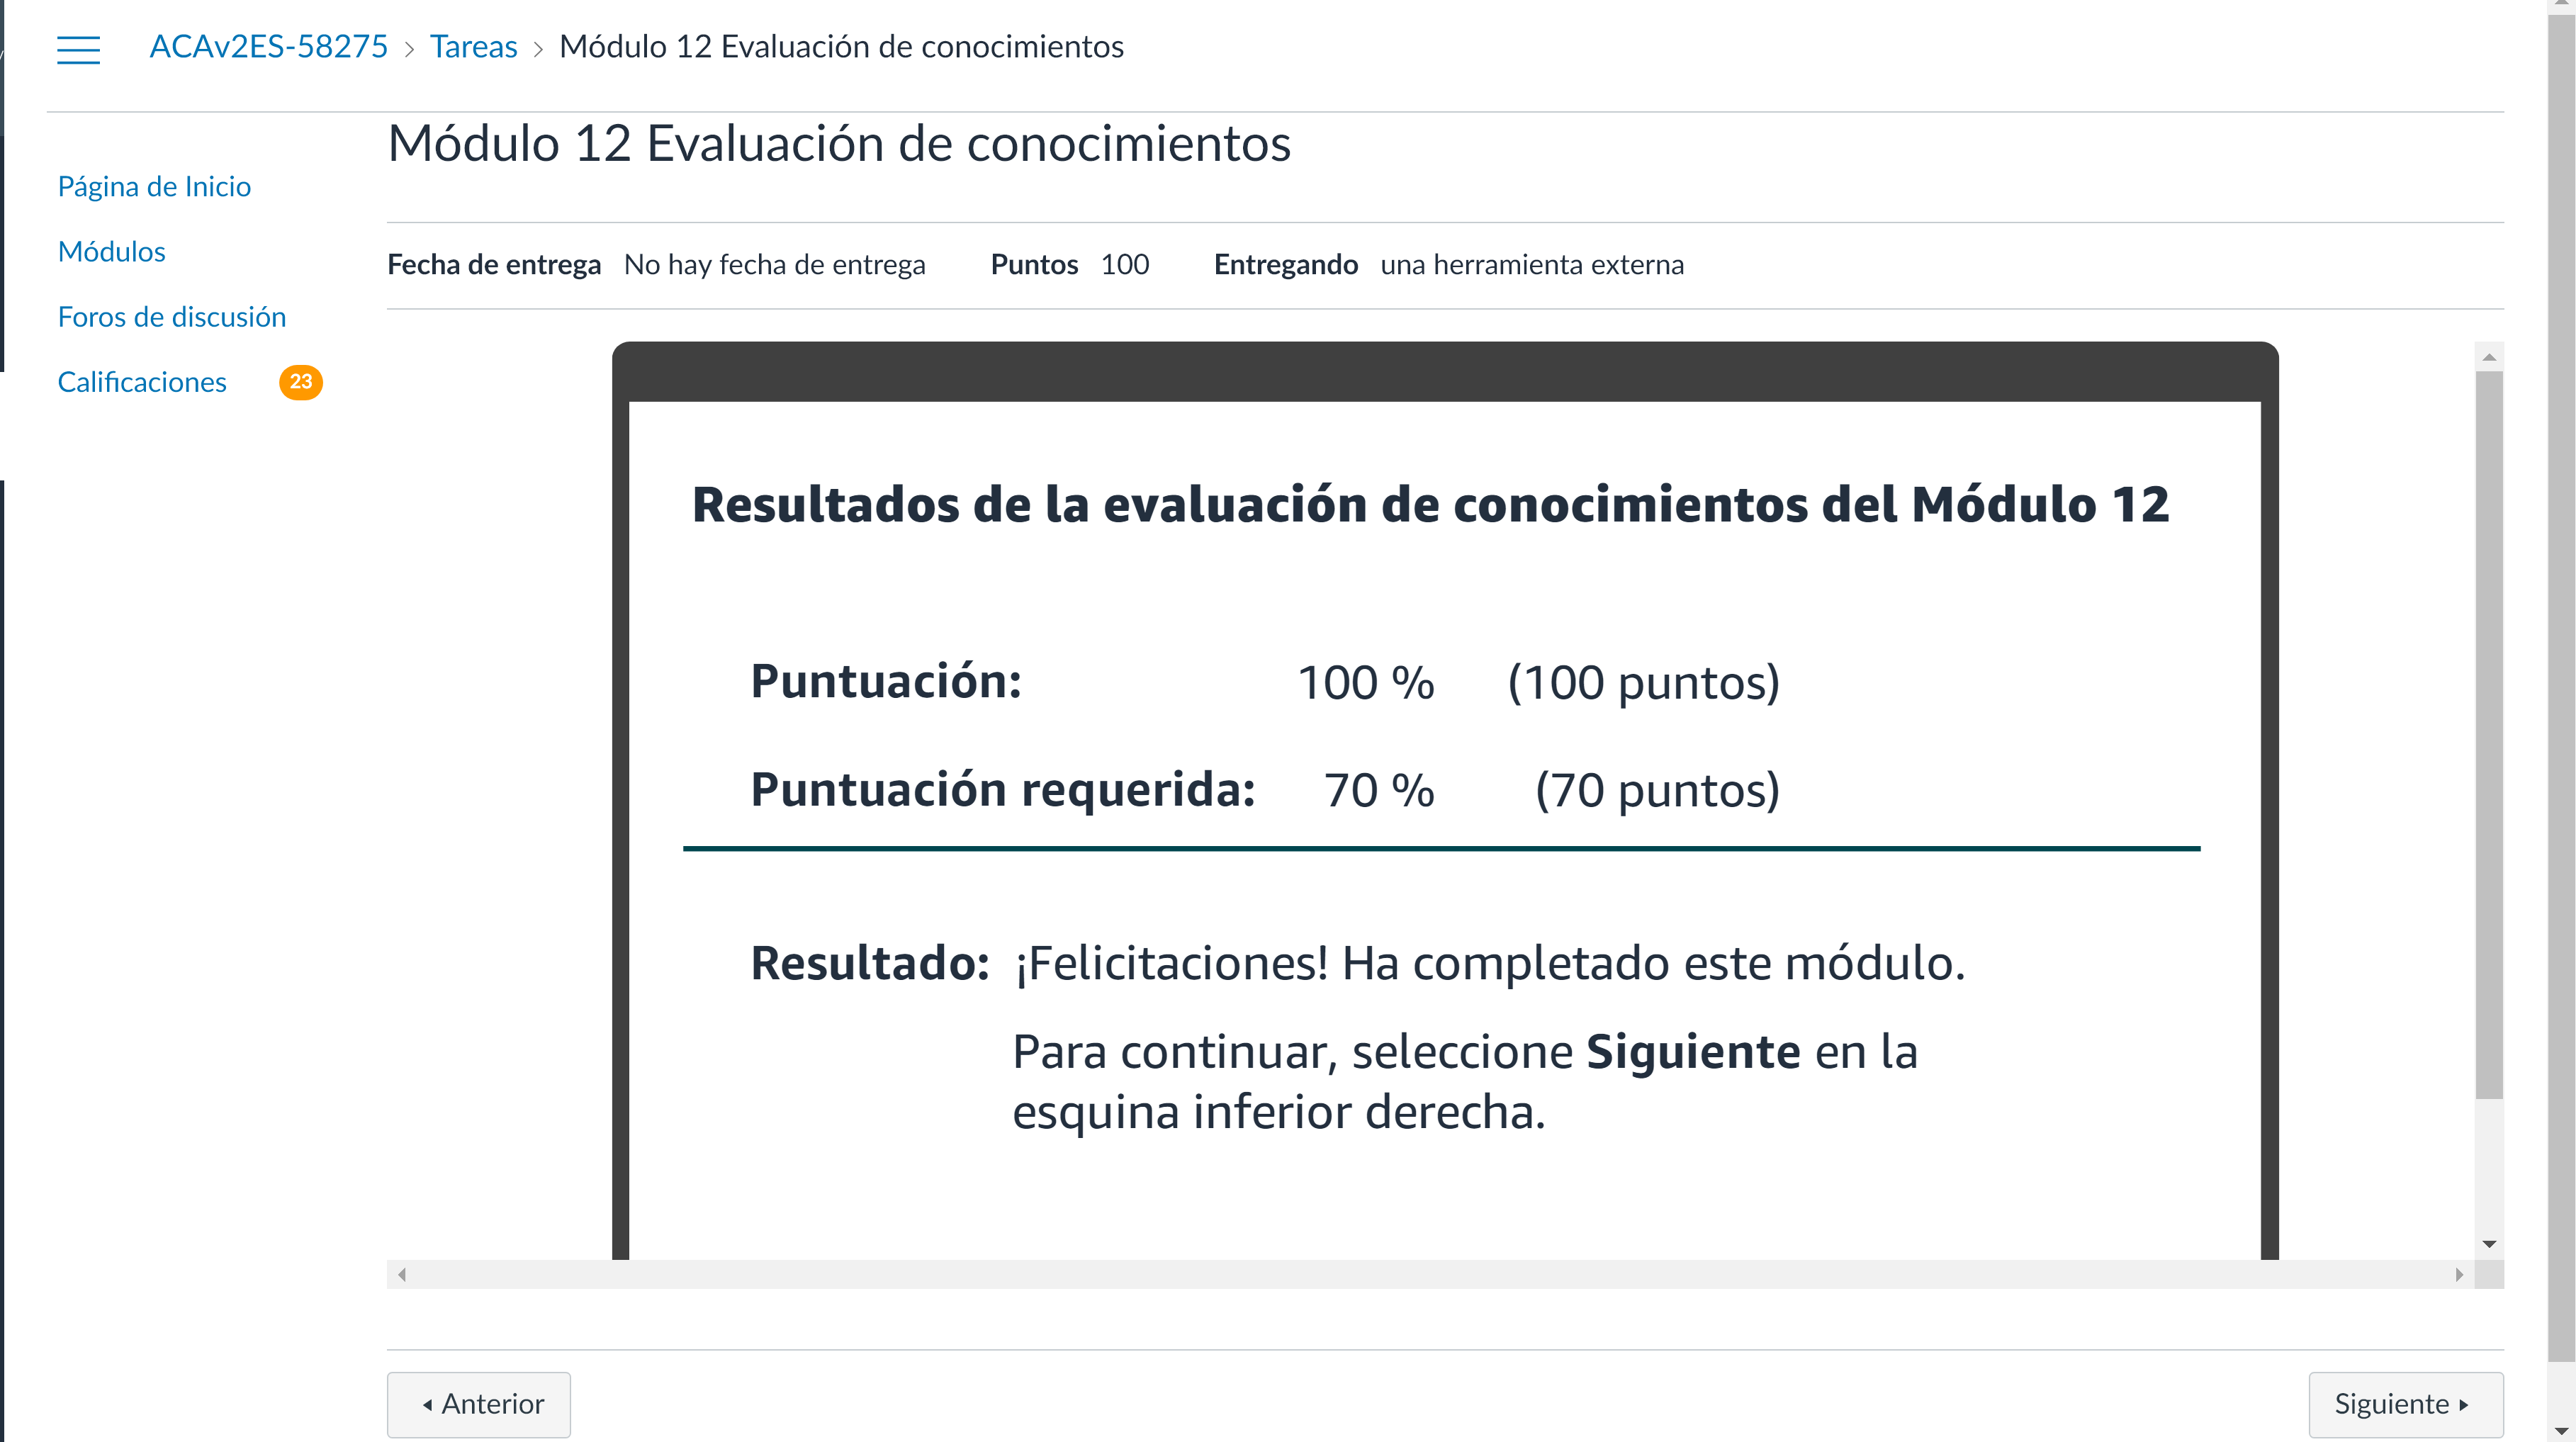 ACAv2ES-58275 > Tareas > Módulo 12 Evaluación de conocimientos
Módulo 12 Evaluación de conocimientos
Página de Inicio
Módulos
Foros de discusión
Calificaciones 23
Fecha de entrega No hay fecha de entrega Puntos 100 Entregando una herramienta externa
Resultados de la evaluación de conocimientos del Módulo 12
Puntuación: 100 % (100 puntos)
Puntuación requerida: 70 % (70 puntos)
Resultado: ¡Felicitaciones! Ha completado este módulo.
Para continuar, seleccione Siguiente en la
esquina inferior derecha.
Anterior
Siguiente